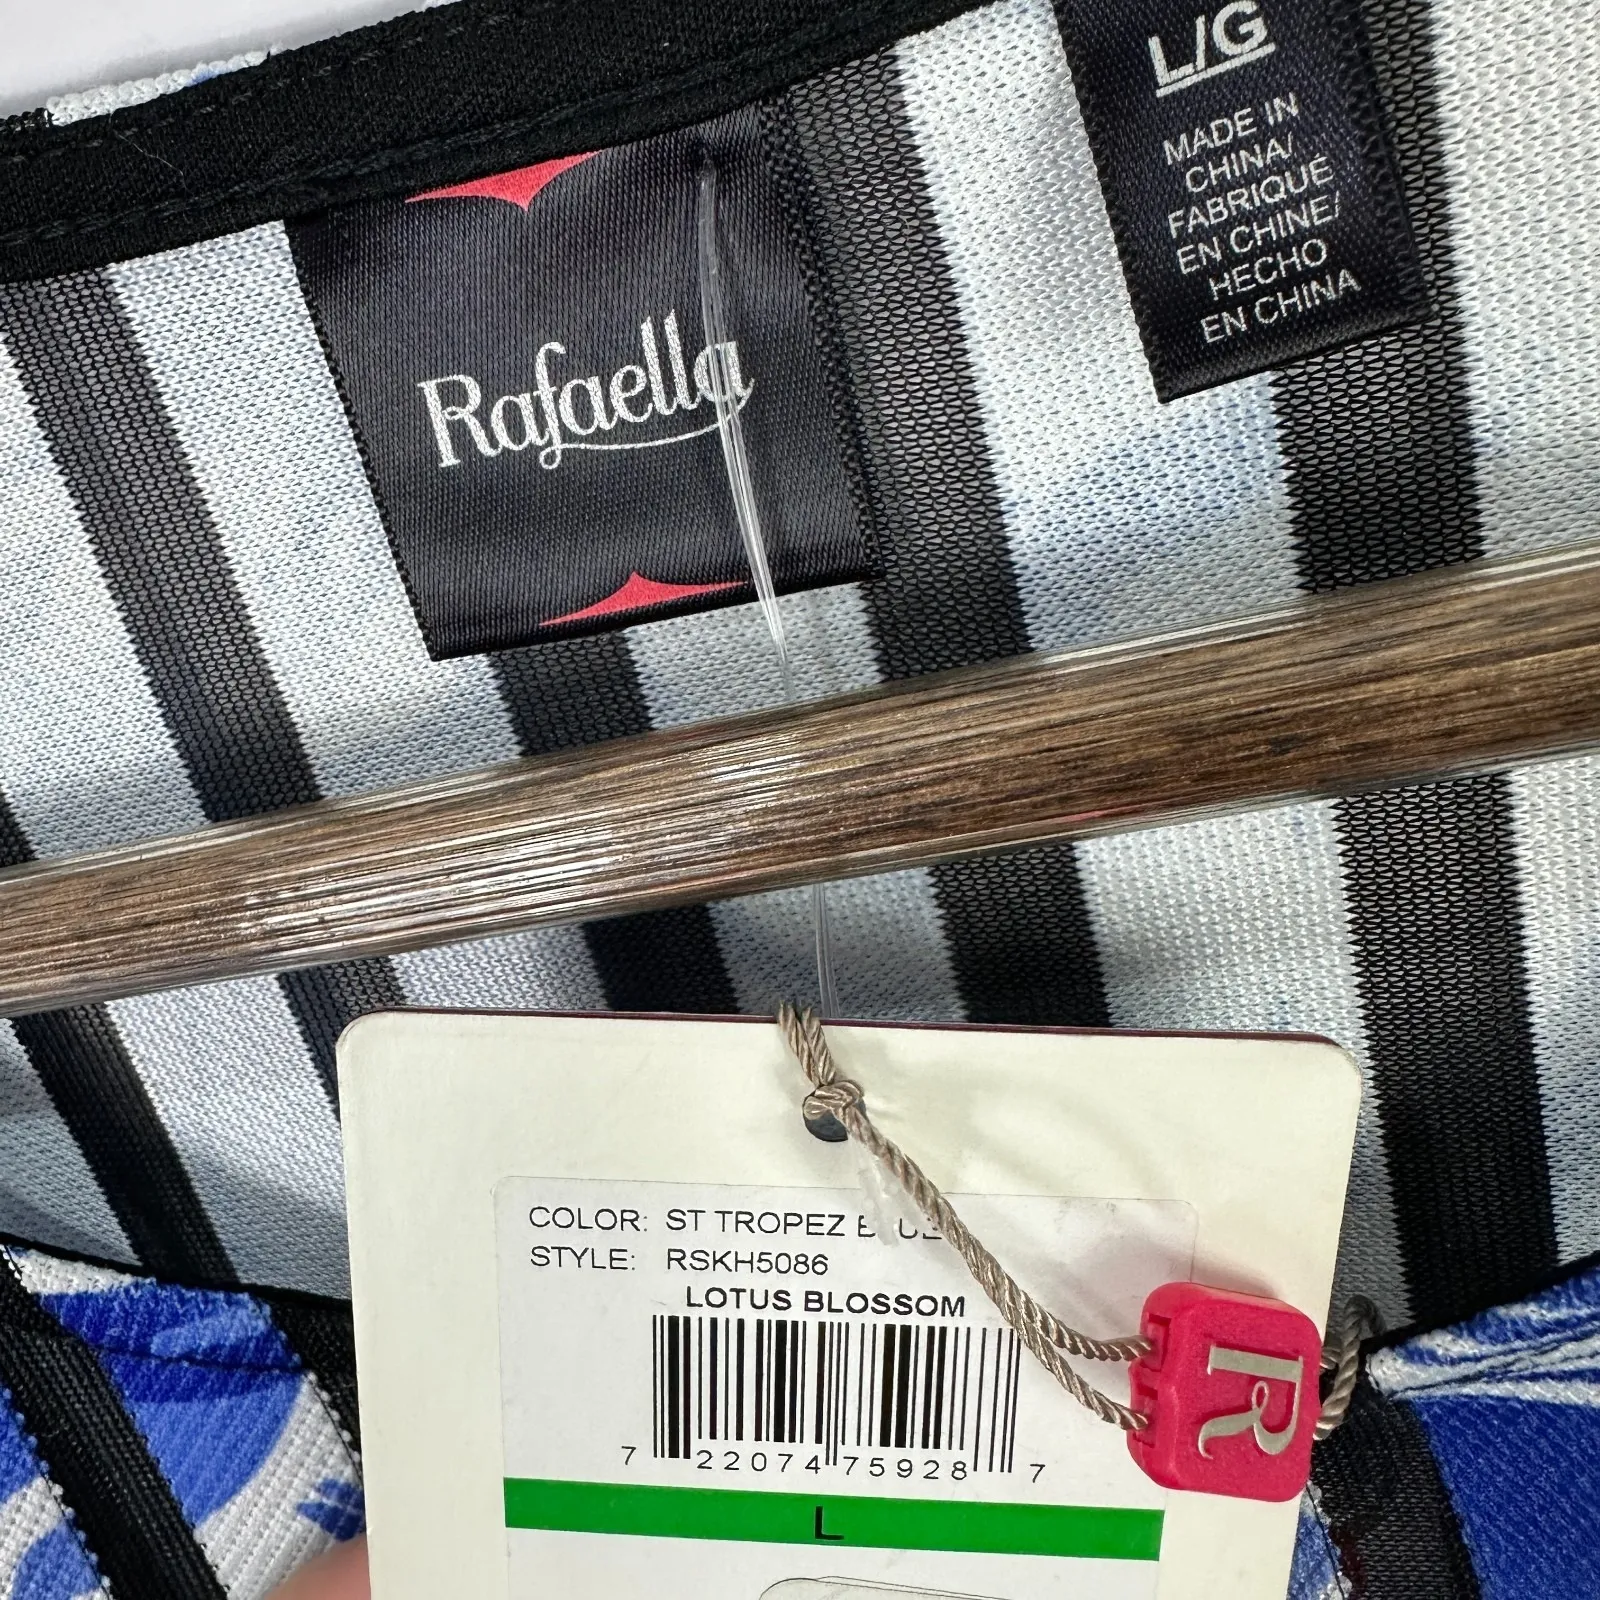 L/G
MADE IN
CHINA/
FABRIQUÉ
EN CHINE/
HECHO
EN CHINA
Rafaella
COLOR: ST TROPEZ
STYLE: RSKH5086
LOTUS BLOSSOM
7 22074 75928 7
R
L